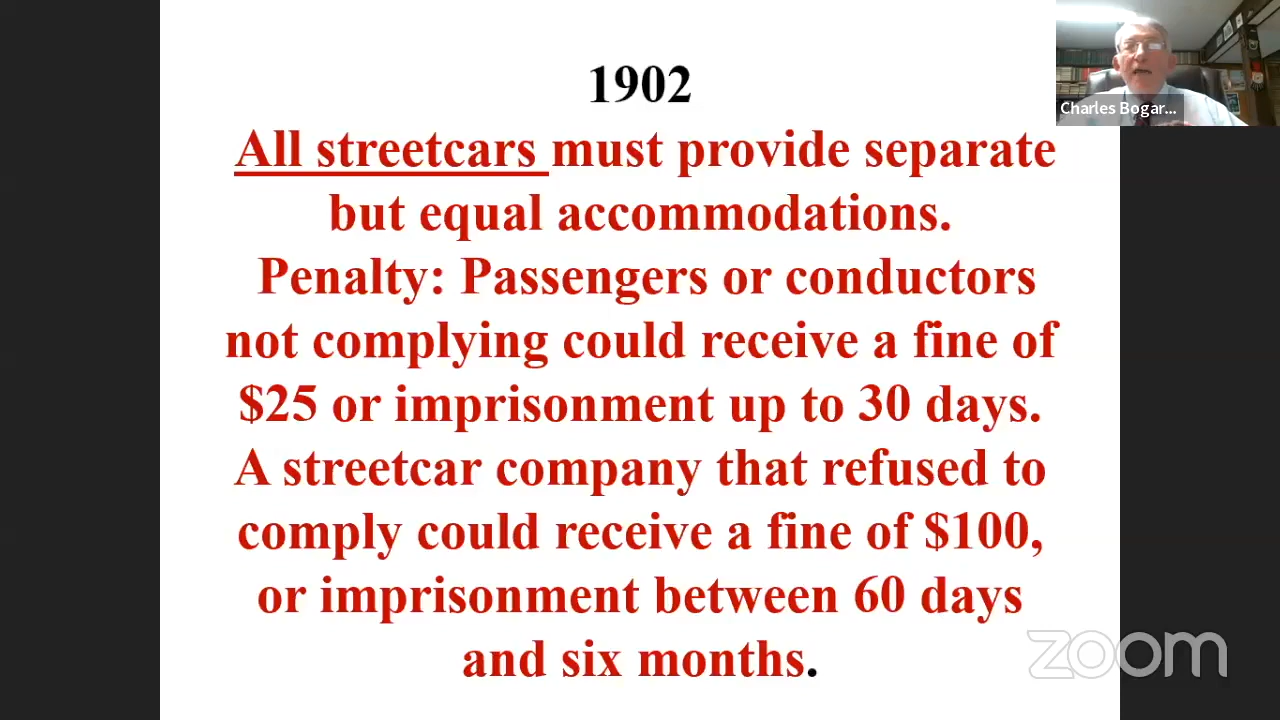 1902
All streetcars must provide separate
but equal accommodations.
Penalty: Passengers or conductors
not complying could receive a fine of
$25 or imprisonment up to 30 days.
A streetcar company that refused to
comply could receive a fine of $100,
or imprisonment between 60 days
and six months.
Charles Bogar...
zoom